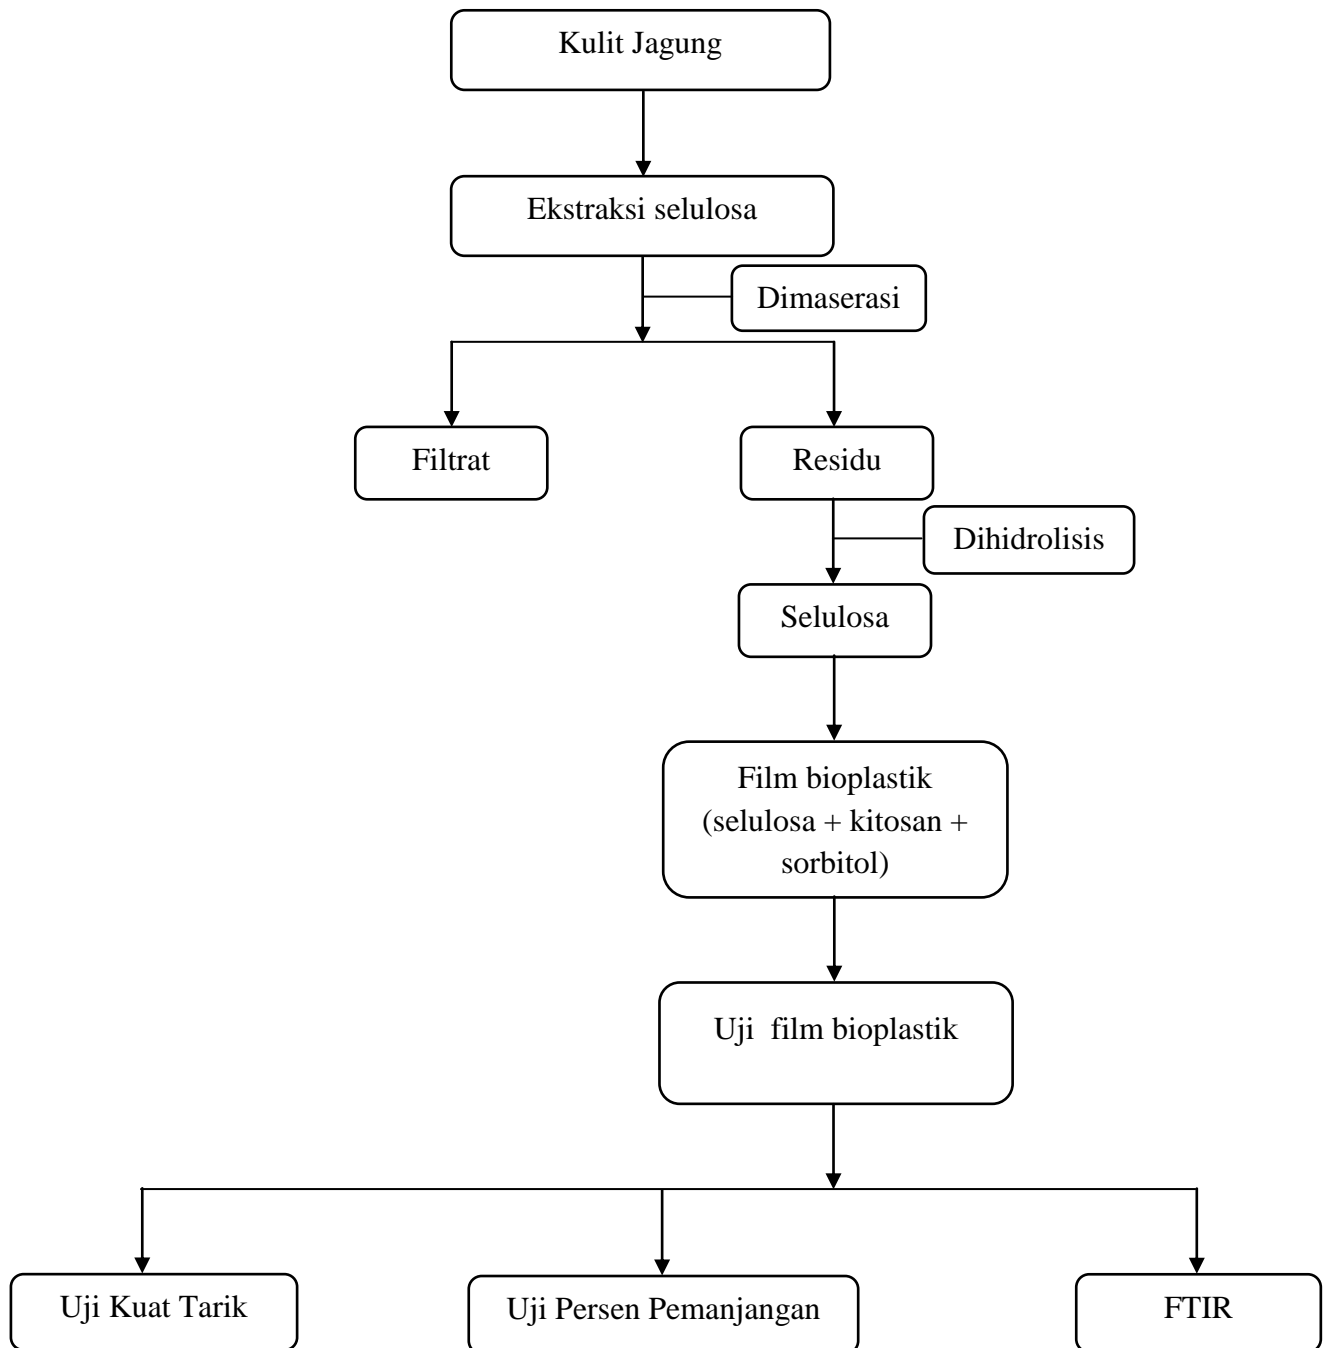 Kulit Jagung
Ekstraksi selulosa
Dimaserasi
Filtrat
Residu
Dihidrolisis
Selulosa
Film bioplastik
(selulosa + kitosan +
sorbitol)
Uji film bioplastik
Uji Kuat Tarik
Uji Persen Pemanjangan
FTIR